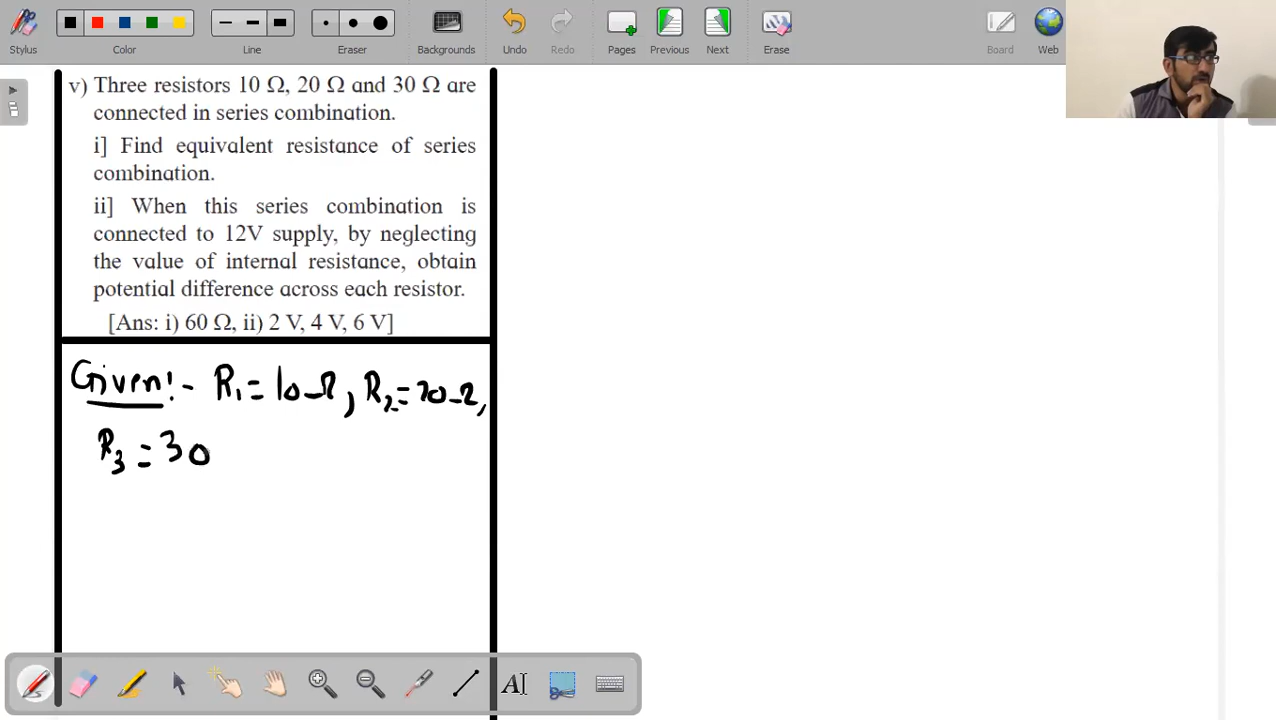 Stylus
Color
Line
Eraser
Backgrounds
Undo
Redo
Pages
Previous
Next
Erase
Board
Web
v) Three resistors 10 Ω, 20 Ω and 30 Ω are
connected in series combination.
i] Find equivalent resistance of series
combination.
ii] When this series combination is
connected to 12V supply, by neglecting
the value of internal resistance, obtain
potential difference across each resistor.
[Ans: i) 60 Ω, ii) 2 V, 4 V, 6 V]
Given:- R₁ = 10 Ω, R₂ = 20 Ω,
R₃ = 30
A